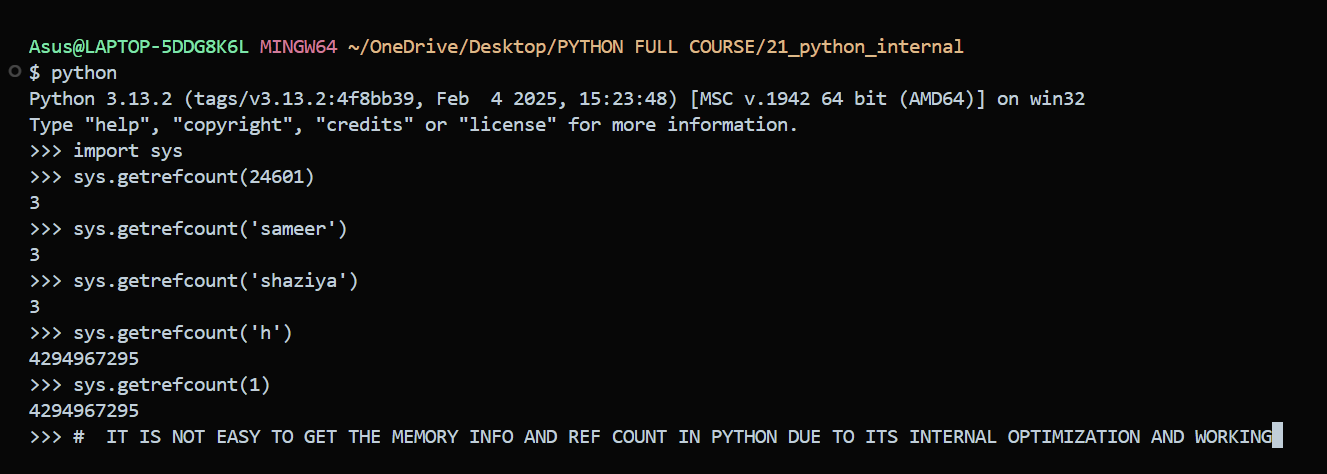 Asus@LAPTOP-5DDG8K6L MINGW64 ~/OneDrive/Desktop/PYTHON FULL COURSE/21_python_internal
$ python
Python 3.13.2 (tags/v3.13.2:4f8bb39, Feb  4 2025, 15:23:48) [MSC v.1942 64 bit (AMD64)] on win32
Type "help", "copyright", "credits" or "license" for more information.
>>> import sys
>>> sys.getrefcount(24601)
3
>>> sys.getrefcount('sameer')
3
>>> sys.getrefcount('shaziya')
3
>>> sys.getrefcount('h')
4294967295
>>> sys.getrefcount(1)
4294967295
>>> #  IT IS NOT EASY TO GET THE MEMORY INFO AND REF COUNT IN PYTHON DUE TO ITS INTERNAL OPTIMIZATION AND WORKING